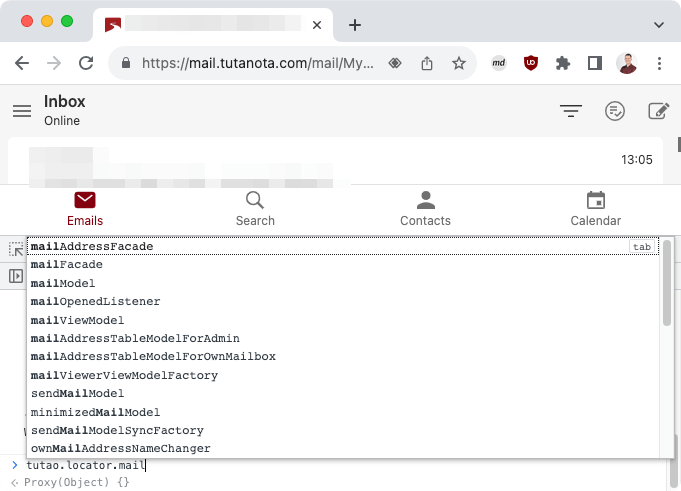 https://mail.tutanota.com/mail/My...
md
UD
Inbox
Online
13:05
Emails
Search
Contacts
Calendar
mailAddressFacade
tab
mailFacade
mailModel
mailOpenedListener
mailViewModel
mailAddressTableModelForAdmin
mailAddressTableModelForOwnMailbox
mailViewerViewModelFactory
sendMailModel
minimizedMailModel
sendMailModelSyncFactory
ownMailAddressNameChanger
> tutao.locator.mail
Proxy(Object) {}